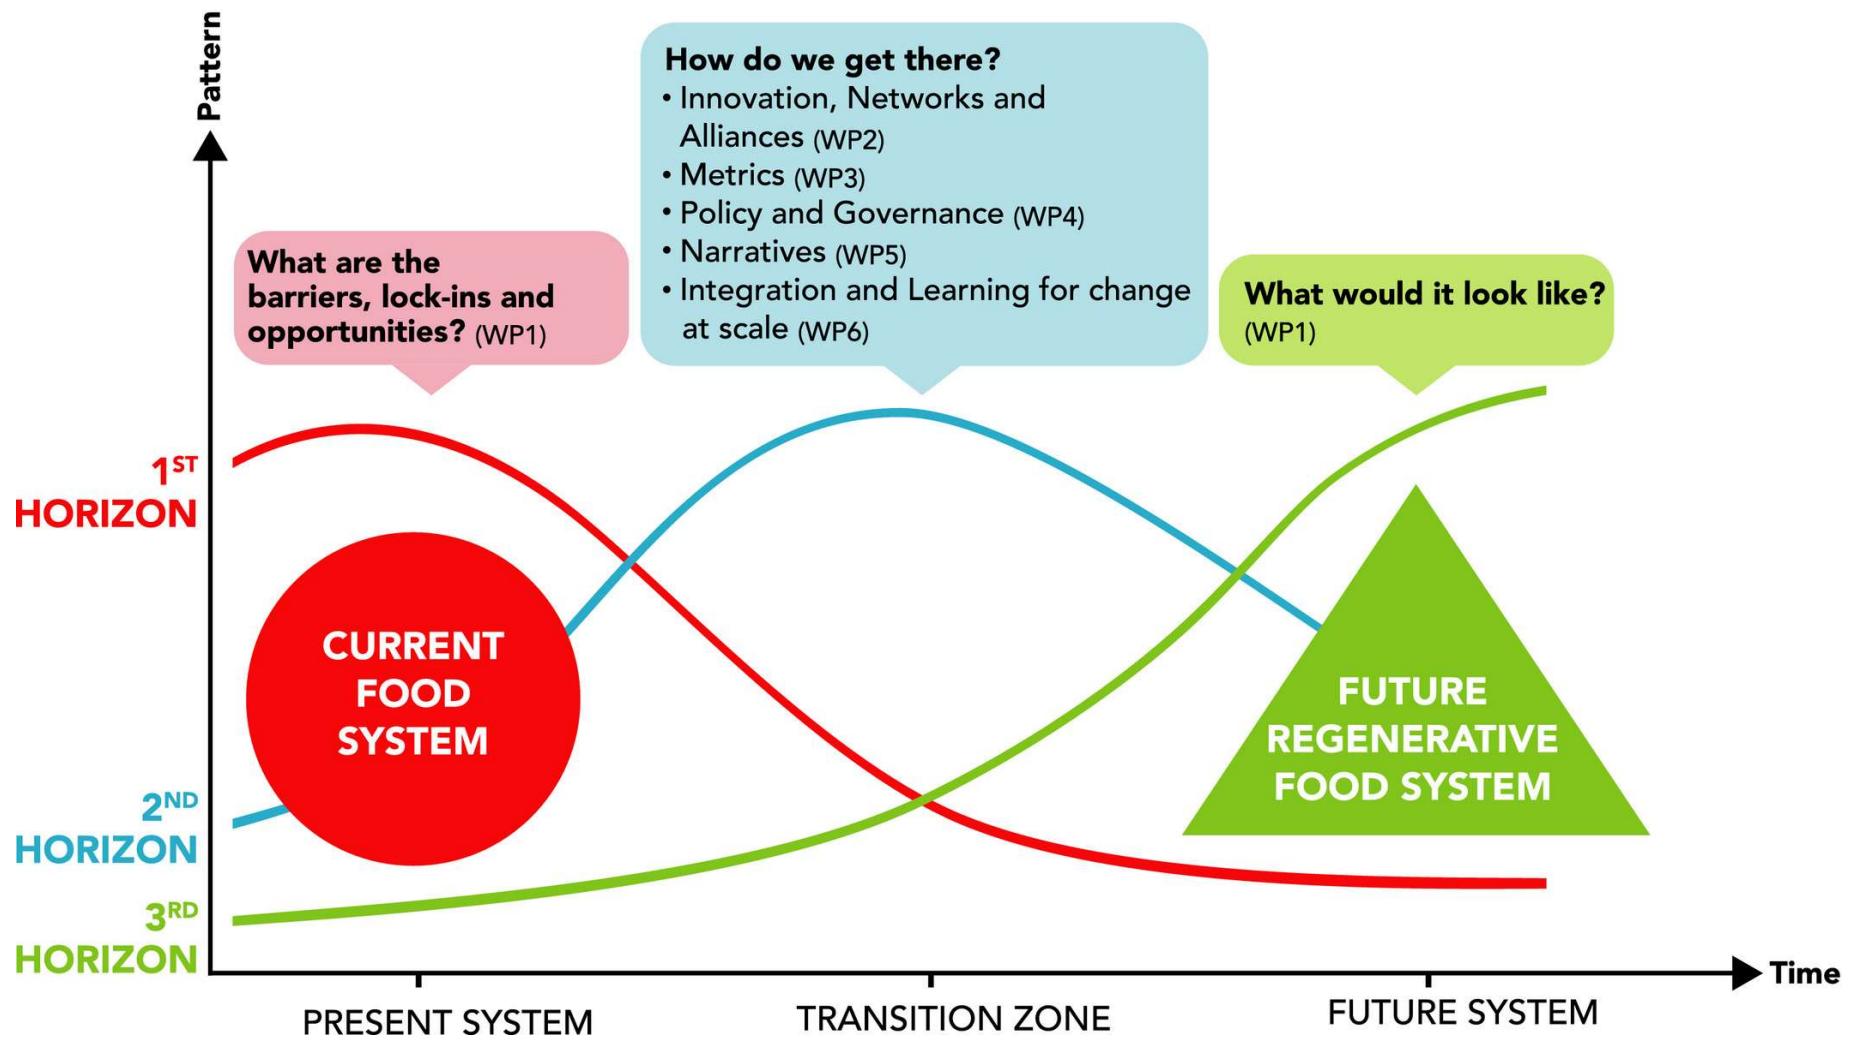 Pattern
How do we get there?
• Innovation, Networks and
Alliances (WP2)
• Metrics (WP3)
• Policy and Governance (WP4)
• Narratives (WP5)
• Integration and Learning for change
at scale (WP6)
What are the
barriers, lock-ins and
opportunities? (WP1)
What would it look like?
(WP1)
1ST
HORIZON
CURRENT
FOOD
SYSTEM
FUTURE
REGENERATIVE
FOOD SYSTEM
2ND
HORIZON
3RD
HORIZON
Time
PRESENT SYSTEM
TRANSITION ZONE
FUTURE SYSTEM